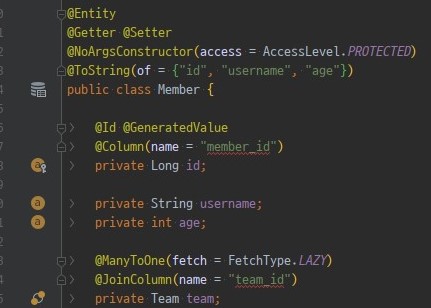 @Entity
@Getter @Setter
@NoArgsConstructor(access = AccessLevel.PROTECTED)
@ToString(of = {"id", "username", "age"})
public class Member {
@Id @GeneratedValue
@Column(name = "member_id")
private Long id;
private String username;
private int age;
@ManyToOne(fetch = FetchType.LAZY)
@JoinColumn(name = "team_id")
private Team team;